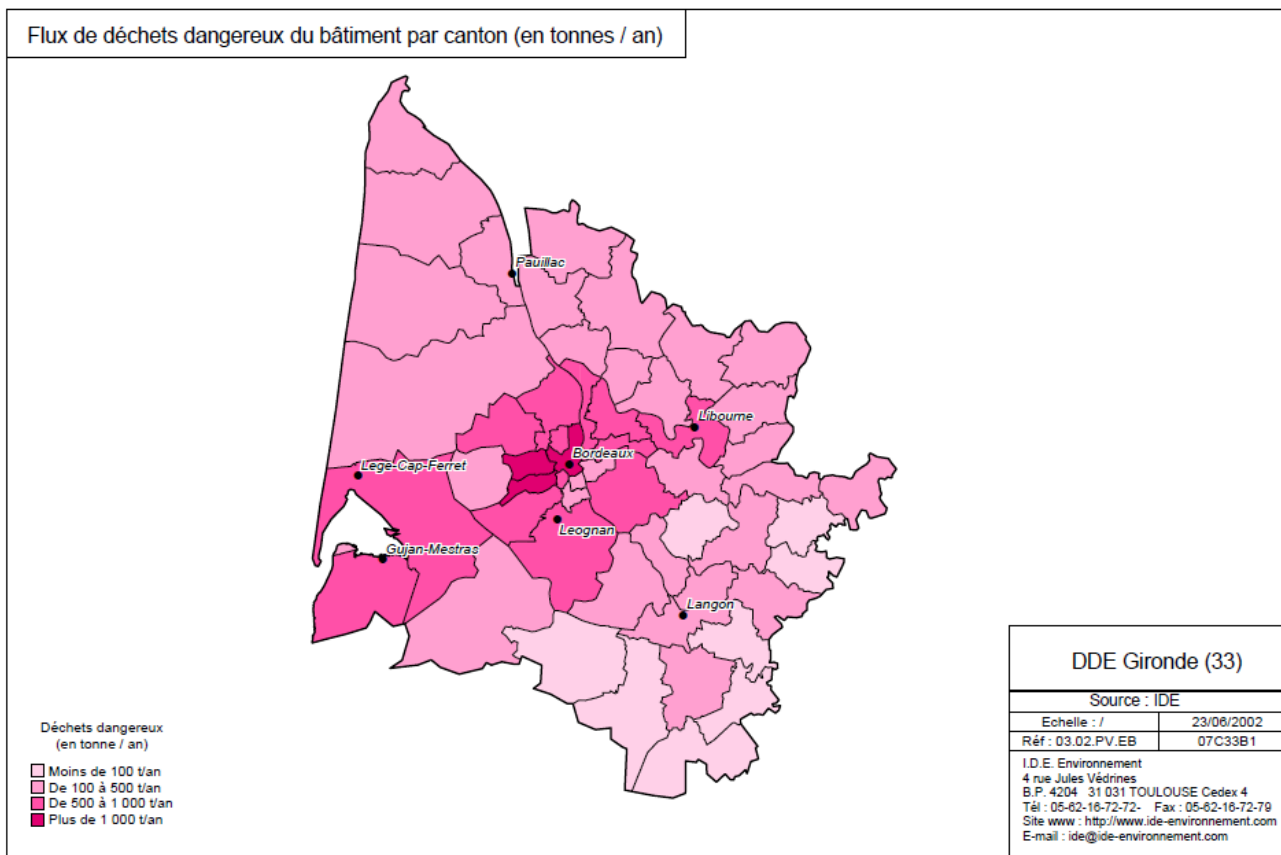 Flux de déchets dangereux du bâtiment par canton (en tonnes / an)
Pauillac
Libourne
Bordeaux
Lege-Cap-Ferret
Leognan
Gujan-Mestras
Langon
Déchets dangereux
(en tonne / an)
Moins de 100 t/an
De 100 à 500 t/an
De 500 à 1 000 t/an
Plus de 1 000 t/an
DDE Gironde (33)
Source : IDE
Echelle : / 23/06/2002
Réf : 03.02.PV.EB 07C33B1
I.D.E. Environnement
4 rue Jules Védrines
B.P. 4204 31 031 TOULOUSE Cedex 4
Tél : 05-62-16-72-72- Fax : 05-62-16-72-79
Site www : http://www.ide-environnement.com
E-mail : ide@ide-environnement.com